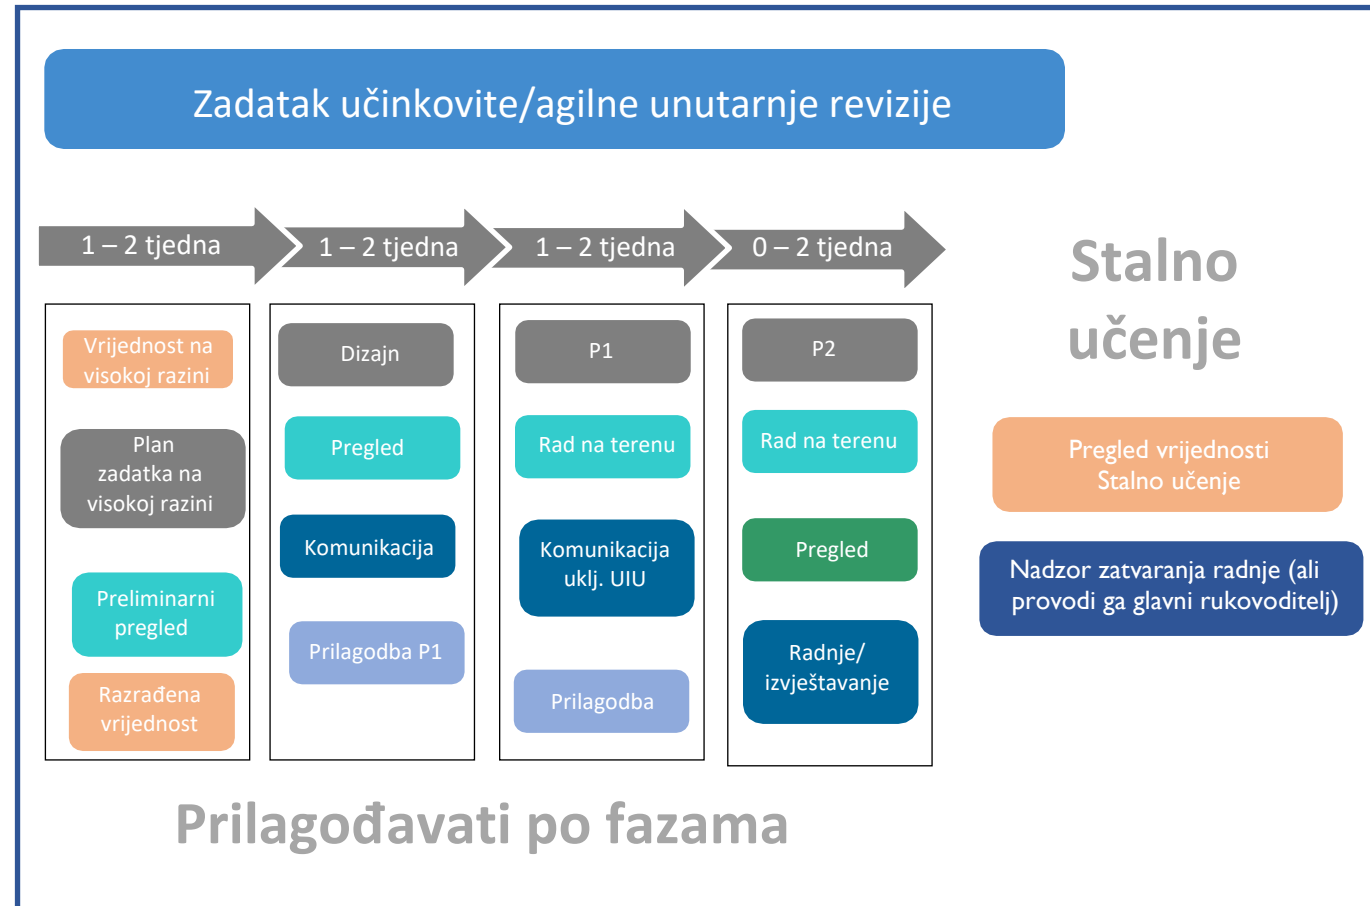 Zadatak učinkovite/agilne unutarnje revizije
1 – 2 tjedna
1 – 2 tjedna
1 – 2 tjedna
0 – 2 tjedna
Vrijednost na
visokoj razini
Plan
zadatka na
visokoj razini
Preliminarni
pregled
Razrađena
vrijednost
Dizajn
Pregled
Komunikacija
Prilagodba P1
P1
Rad na terenu
Komunikacija
uklj. UIU
Prilagodba
P2
Rad na terenu
Pregled
Radnje/
izvještavanje
Stalno
učenje
Pregled vrijednosti
Stalno učenje
Nadzor zatvaranja radnje (ali
provodi ga glavni rukovoditelj)
Prilagođavati po fazama